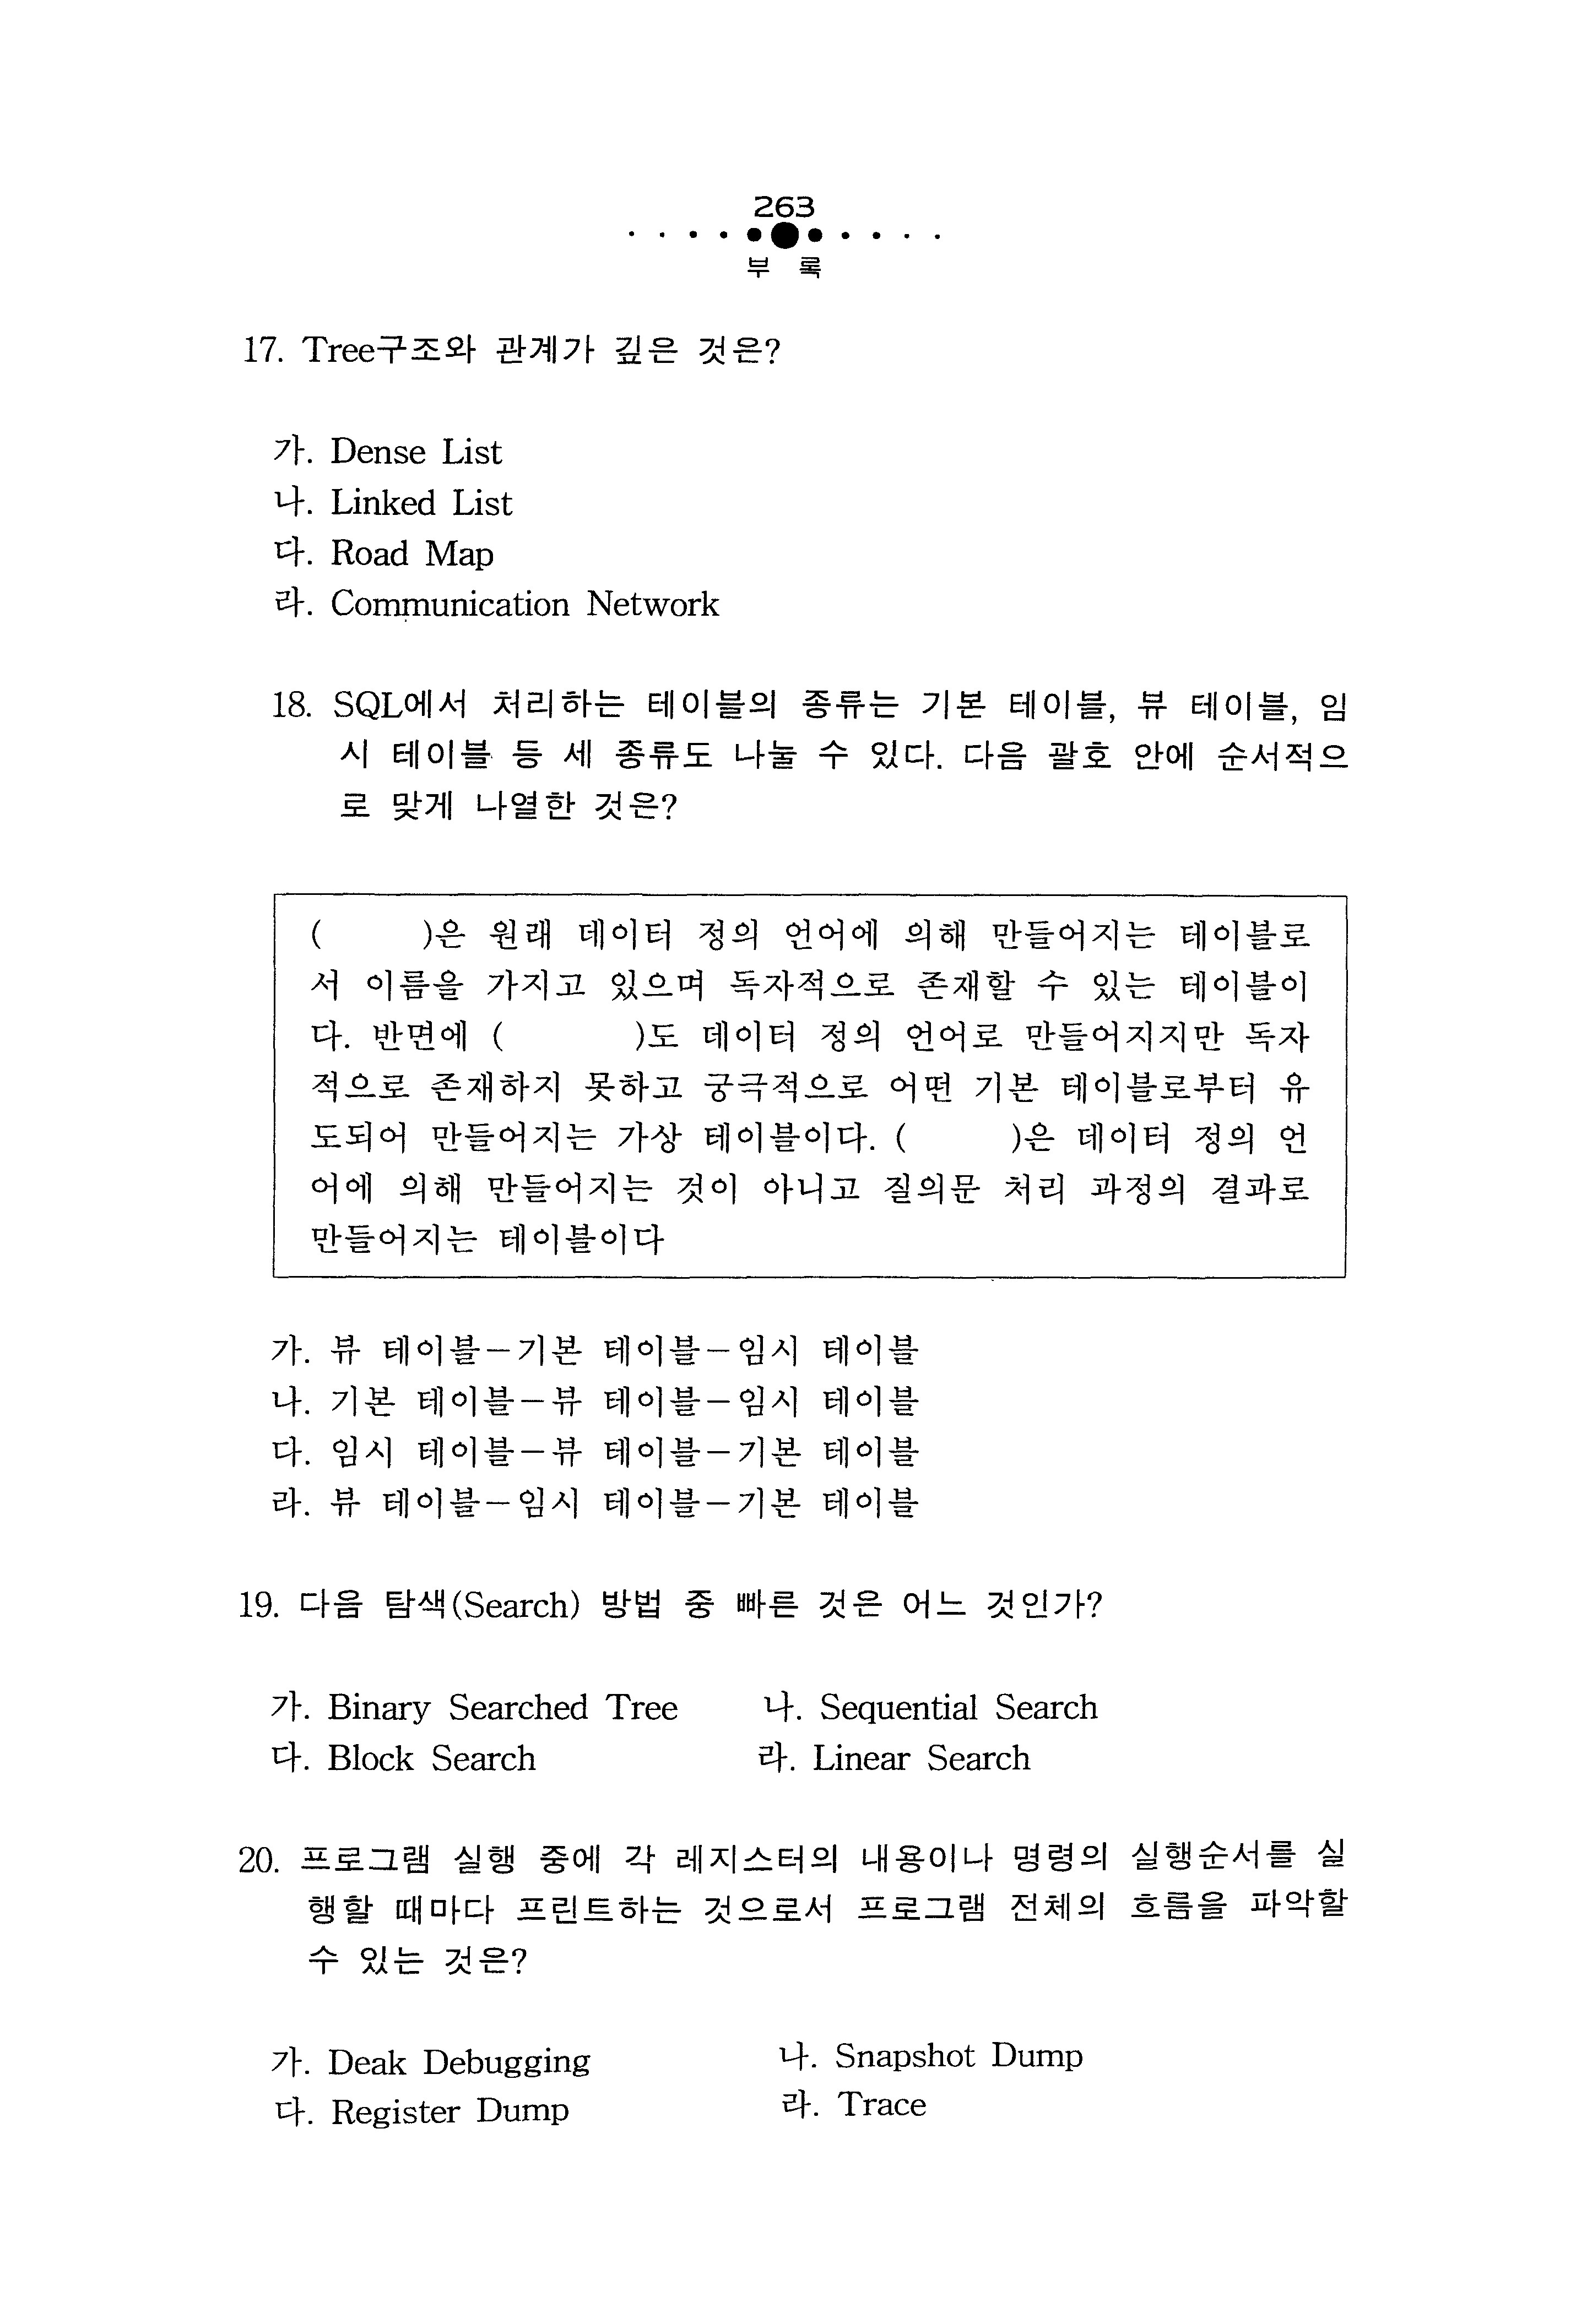 263
부 록
17. Tree구조와 관계가 깊은 것은?
가. Dense List
나. Linked List
다. Road Map
라. Communication Network
18. SQL에서 처리하는 테이블의 종류는 기본 테이블, 뷰 테이블, 임
시 테이블 등 세 종류도 나눌 수 있다. 다음 괄호 안에 순서적으
로 맞게 나열한 것은?
( )은 원래 데이터 정의 언어에 의해 만들어지는 테이블로
서 이름을 가지고 있으며 독자적으로 존재할 수 있는 테이블이
다. 반면에 ( )도 데이터 정의 언어로 만들어지지만 독자
적으로 존재하지 못하고 궁극적으로 어떤 기본 테이블로부터 유
도되어 만들어지는 가상 테이블이다. ( )은 데이터 정의 언
어에 의해 만들어지는 것이 아니고 질의문 처리 과정의 결과로
만들어지는 테이블이다
가. 뷰 테이블-기본 테이블-임시 테이블
나. 기본 테이블-뷰 테이블-임시 테이블
다. 임시 테이블-뷰 테이블-기본 테이블
라. 뷰 테이블-임시 테이블-기본 테이블
19. 다음 탐색(Search) 방법 중 빠른 것은 어느 것인가?
가. Binary Searched Tree 나. Sequential Search
다. Block Search 라. Linear Search
20. 프로그램 실행 중에 각 레지스터의 내용이나 명령의 실행순서를 실
행할 때마다 프린트하는 것으로서 프로그램 전체의 흐름을 파악할
수 있는 것은?
가. Deak Debugging 나. Snapshot Dump
다. Register Dump 라. Trace